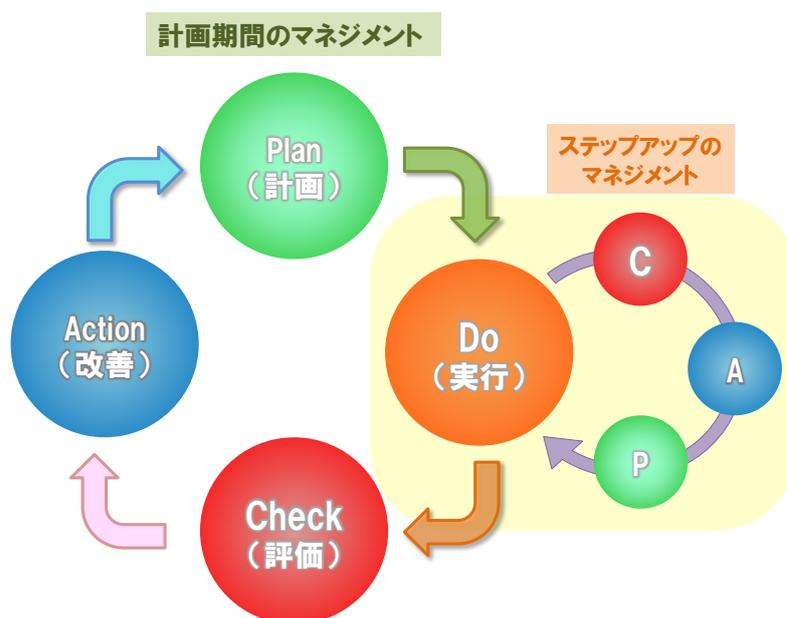 計画期間のマネジメント
Plan
（計画）
ステップアップの
マネジメント
C
Action
（改善）
Do
（実行）
A
P
Check
（評価）